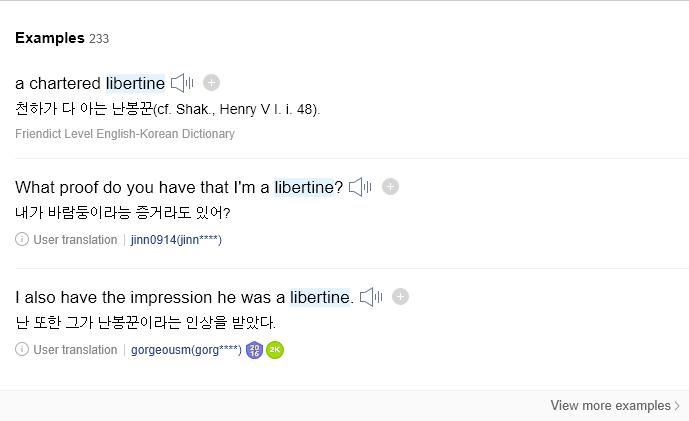 Examples 233
a chartered libertine
천하가 다 아는 난봉꾼(cf. Shak., Henry V I. i. 48).
Friendict Level English-Korean Dictionary
What proof do you have that I'm a libertine?
내가 바람둥이라능 증거라도 있어?
User translation | jinn0914(jinn****)
I also have the impression he was a libertine.
난 또한 그가 난봉꾼이라는 인상을 받았다.
User translation | gorgeousm(gorg****) 2016 2K
View more examples